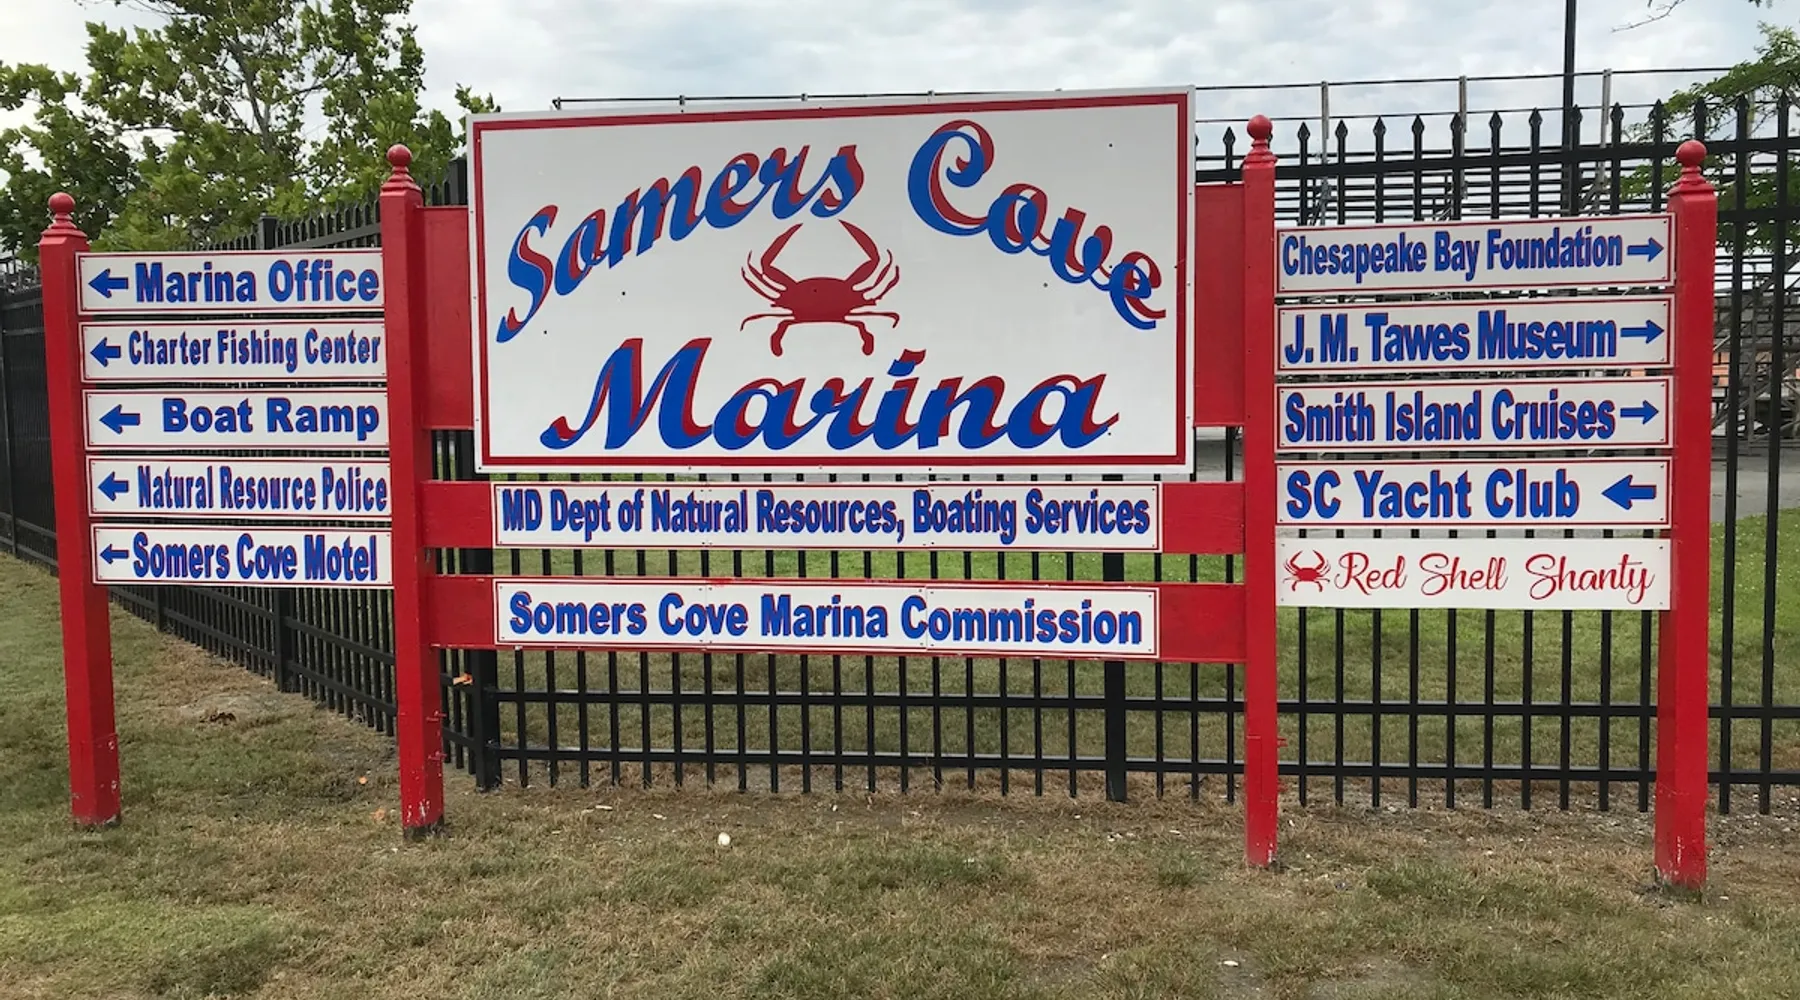 Somers Cove
Marina
MD Dept of Natural Resources, Boating Services
Somers Cove Marina Commission
Marina Office
Charter Fishing Center
Boat Ramp
Natural Resource Police
Somers Cove Motel
Chesapeake Bay Foundation
J. M. Tawes Museum
Smith Island Cruises
SC Yacht Club
Red Shell Shanty